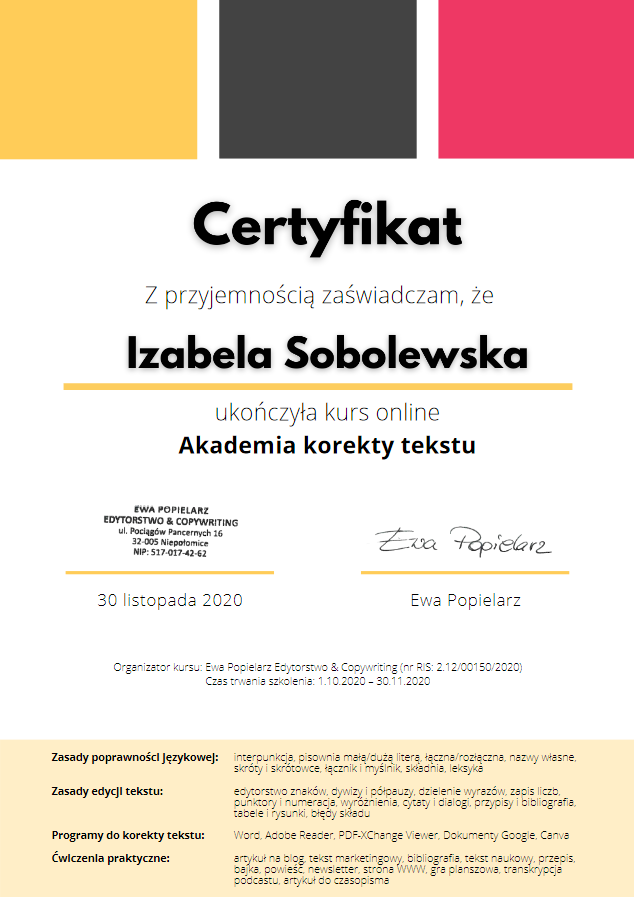 Certyfikat
Z przyjemnością zaświadczam, że
Izabela Sobolewska
ukończyła kurs online
Akademia korekty tekstu
EWA POPIELARZ
EDYTORSTWO & COPYWRITING
ul. Pociągów Pancernych 16
32-005 Niepołomice
NIP: 517-017-42-62
Ewa Popielarz
30 listopada 2020
Ewa Popielarz
Organizator kursu: Ewa Popielarz Edytorstwo & Copywriting (nr RIS: 2.12/00150/2020)
Czas trwania szkolenia: 1.10.2020 – 30.11.2020
Zasady poprawności językowej: interpunkcja, pisownia małą/dużą literą, łączna/rozłączna, nazwy własne,
skróty i skrótowce, łącznik i myślnik, składnia, leksyka
Zasady edycji tekstu: edytorstwo znaków, dywizy i półpauzy, dzielenie wyrazów, zapis liczb,
punktory i numeracja, wyróżnienia, cytaty i dialogi, przypisy i bibliografia,
tabele i rysunki, błędy składu
Programy do korekty tekstu: Word, Adobe Reader, PDF-XChange Viewer, Dokumenty Google, Canva
Ćwiczenia praktyczne: artykuł na blog, tekst marketingowy, bibliografia, tekst naukowy, przepis,
bajka, powieść, newsletter, strona WWW, gra planszowa, transkrypcja
podcastu, artykuł do czasopisma